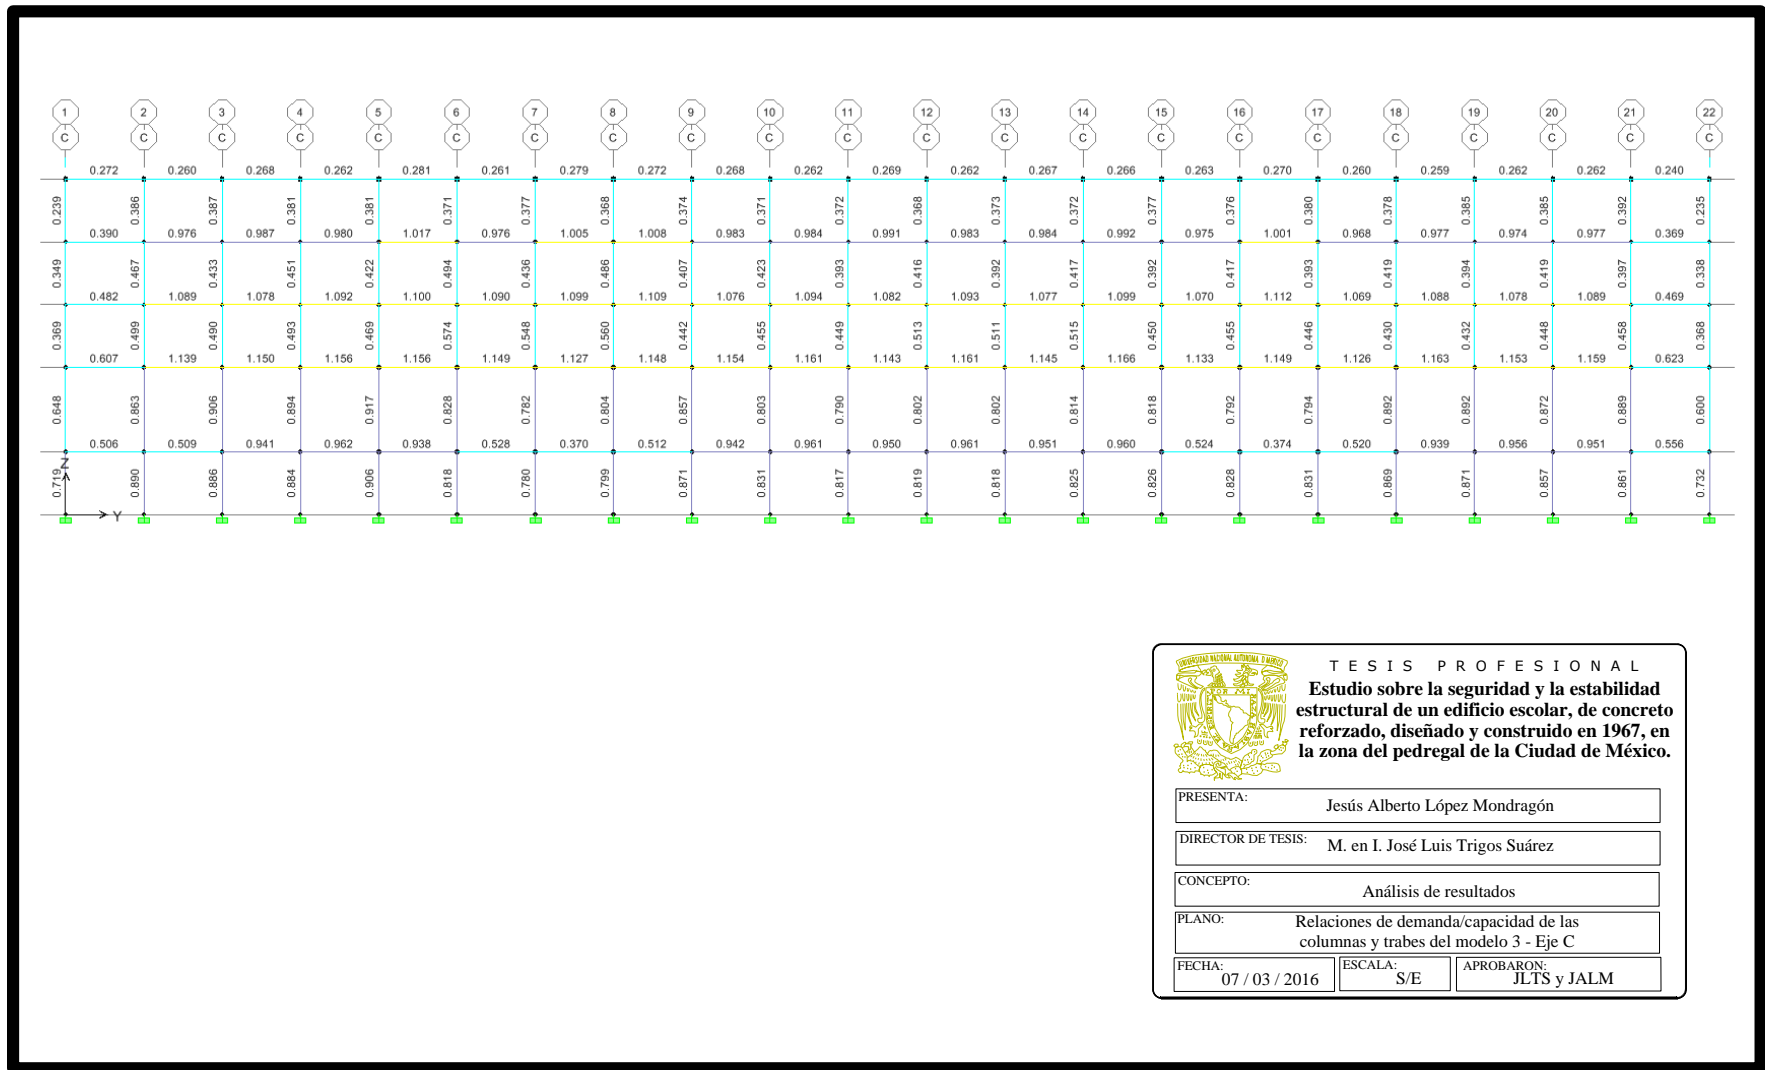 1 2 3 4 5 6 7 8 9 10 11 12 13 14 15 16 17 18 19 20 21 22
C C C C C C C C C C C C C C C C C C C C C C
0.272 0.260 0.268 0.262 0.281 0.261 0.279 0.272 0.268 0.262 0.269 0.262 0.267 0.266 0.263 0.270 0.260 0.259 0.262 0.262 0.240
0.239 0.386 0.387 0.381 0.381 0.371 0.377 0.368 0.374 0.371 0.372 0.368 0.373 0.372 0.377 0.376 0.380 0.378 0.385 0.385 0.392 0.235
0.390 0.976 0.987 0.980 1.017 0.976 1.005 1.008 0.983 0.984 0.991 0.983 0.984 0.992 0.975 1.001 0.968 0.977 0.974 0.977 0.369
0.349 0.467 0.433 0.451 0.422 0.494 0.436 0.486 0.407 0.423 0.393 0.416 0.392 0.417 0.392 0.417 0.393 0.419 0.394 0.419 0.397 0.338
0.482 1.089 1.078 1.092 1.100 1.090 1.099 1.109 1.076 1.094 1.082 1.093 1.077 1.099 1.070 1.112 1.069 1.088 1.078 1.089 0.469
0.369 0.499 0.490 0.493 0.469 0.574 0.548 0.560 0.442 0.455 0.449 0.513 0.511 0.515 0.450 0.455 0.446 0.430 0.432 0.448 0.458 0.368
0.607 1.139 1.150 1.156 1.156 1.149 1.127 1.148 1.154 1.161 1.143 1.161 1.145 1.166 1.133 1.149 1.126 1.163 1.153 1.159 0.623
0.648 0.863 0.906 0.894 0.917 0.828 0.782 0.804 0.857 0.803 0.790 0.802 0.802 0.814 0.818 0.792 0.794 0.892 0.892 0.872 0.889 0.600
0.506 0.509 0.941 0.962 0.938 0.528 0.370 0.512 0.942 0.961 0.950 0.961 0.951 0.960 0.524 0.374 0.520 0.939 0.956 0.951 0.556
Z
0.719 0.890 0.886 0.884 0.906 0.818 0.780 0.799 0.871 0.831 0.817 0.819 0.818 0.825 0.826 0.828 0.831 0.869 0.871 0.857 0.861 0.732
Y
TESIS PROFESIONAL
Estudio sobre la seguridad y la estabilidad
estructural de un edificio escolar, de concreto
reforzado, diseñado y construido en 1967, en
la zona del pedregal de la Ciudad de México.
PRESENTA: Jesús Alberto López Mondragón
DIRECTOR DE TESIS: M. en I. José Luis Trigos Suárez
CONCEPTO: Análisis de resultados
PLANO: Relaciones de demanda/capacidad de las
columnas y trabes del modelo 3 - Eje C
FECHA: 07 / 03 / 2016 ESCALA: S/E APROBARON: JLTS y JALM